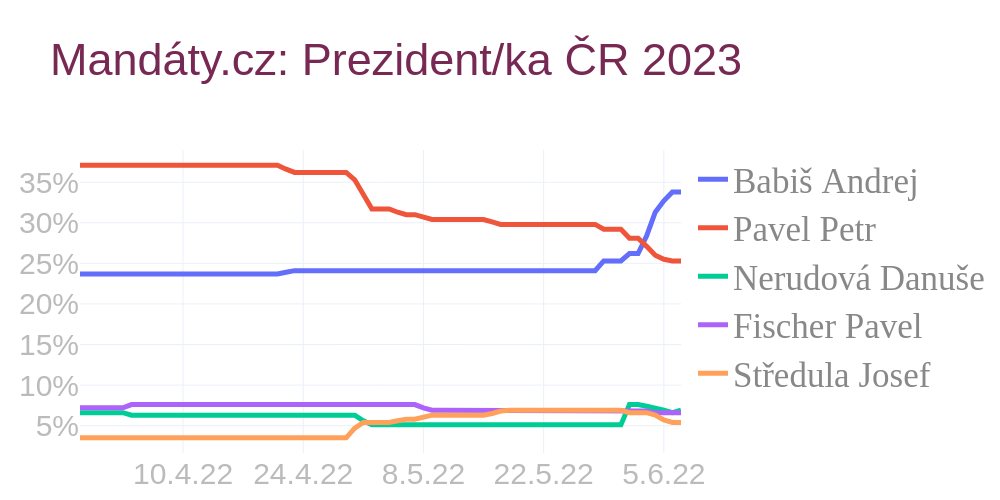 Mandáty.cz: Prezident/ka ČR 2023
35%
30%
25%
20%
15%
10%
5%
10.4.22 24.4.22 8.5.22 22.5.22 5.6.22
Babiš Andrej
Pavel Petr
Nerudová Danuše
Fischer Pavel
Středula Josef